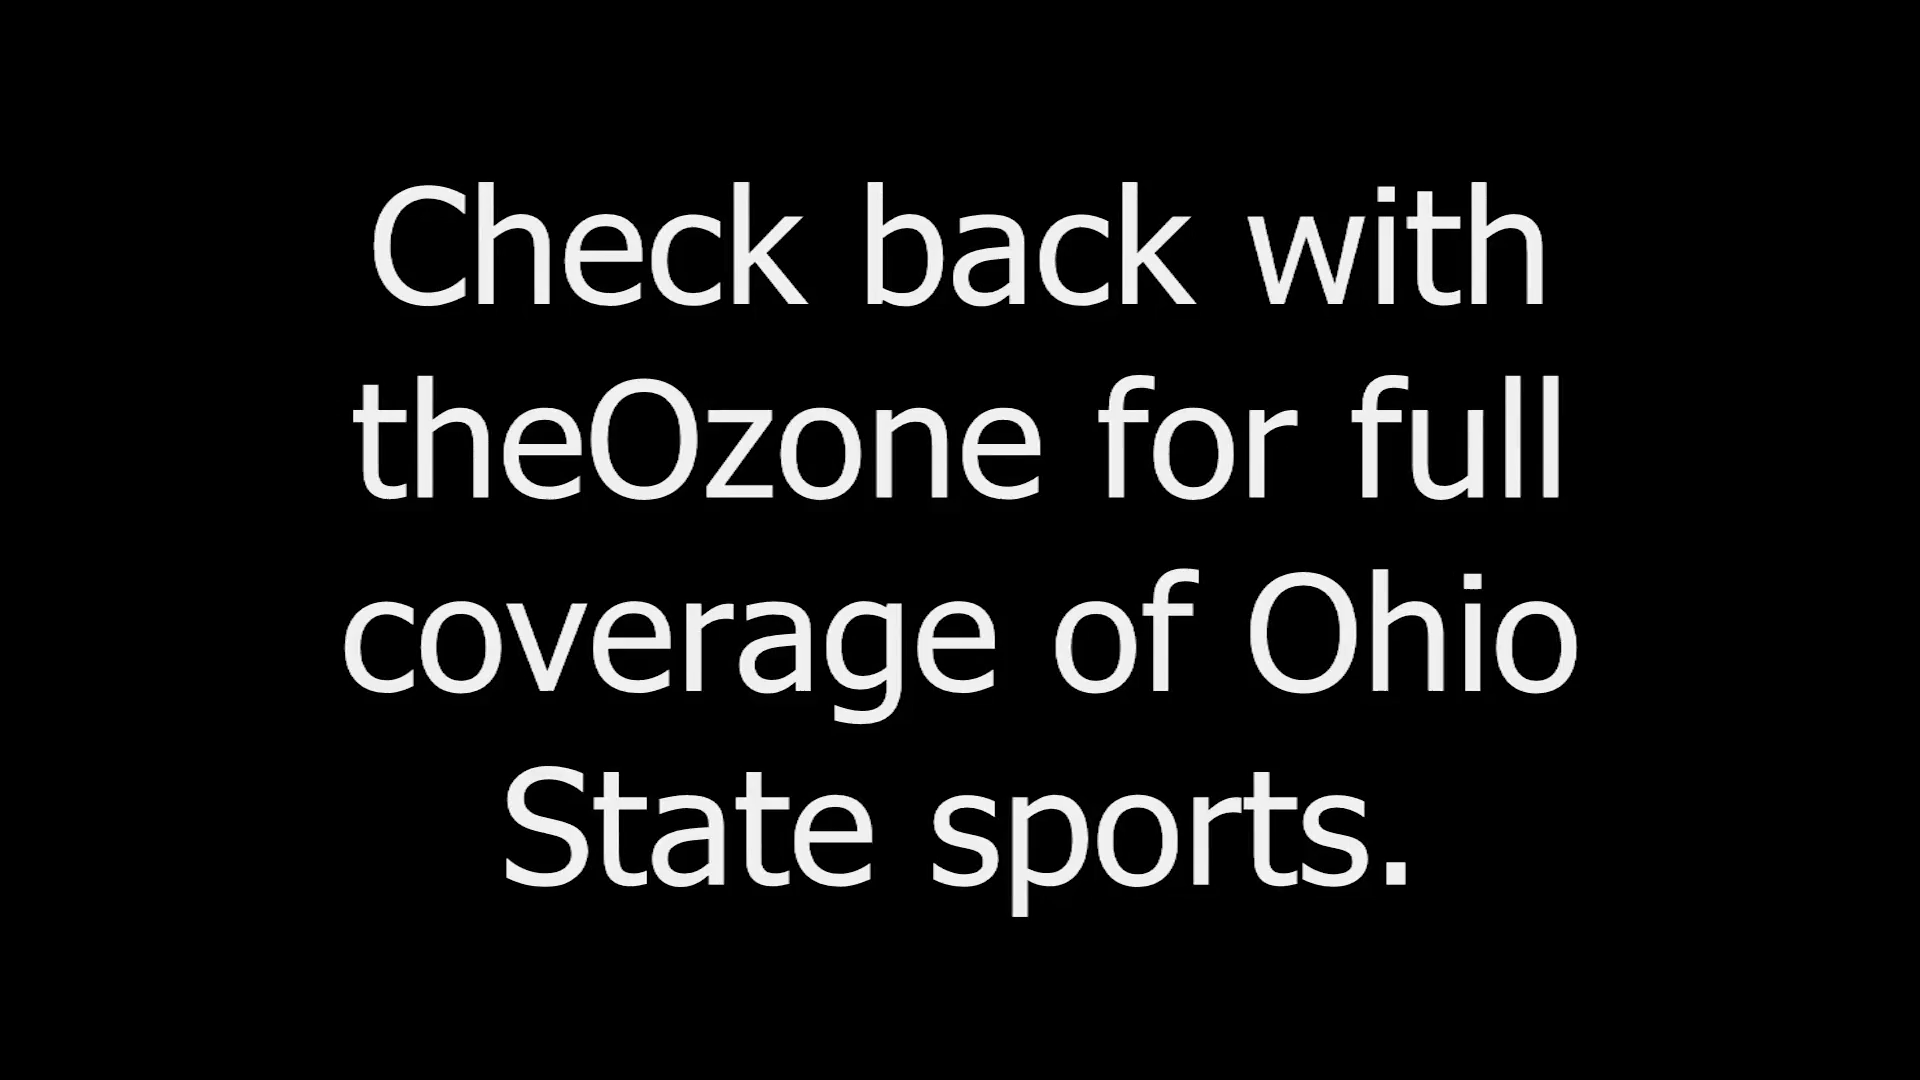 Check back with
theOzone for full
coverage of Ohio
State sports.